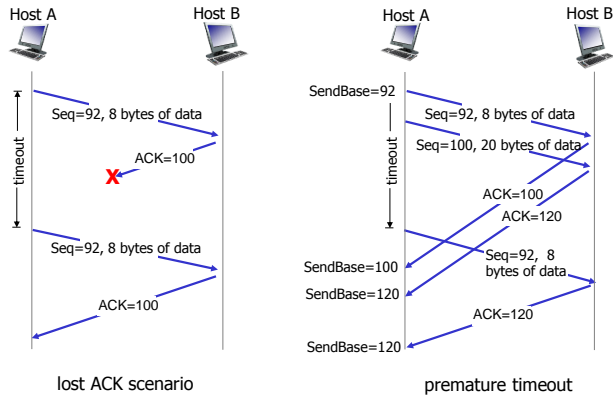 Host A
Host B
timeout
Seq=92, 8 bytes of data
ACK=100
X
Seq=92, 8 bytes of data
ACK=100
lost ACK scenario
Host A
Host B
SendBase=92
timeout
Seq=92, 8 bytes of data
Seq=100, 20 bytes of data
ACK=100
ACK=120
Seq=92, 8
bytes of data
SendBase=100
SendBase=120
ACK=120
SendBase=120
premature timeout